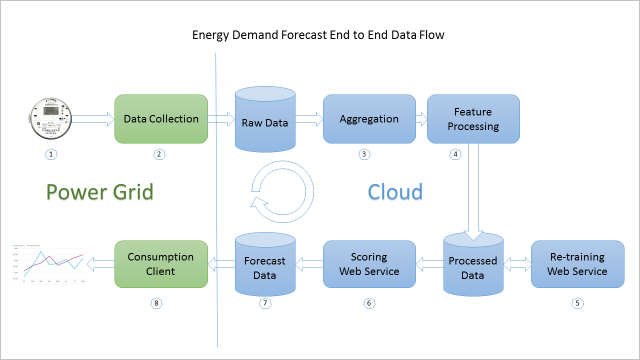 Energy Demand Forecast End to End Data Flow
Data Collection
Raw Data
Aggregation
Feature
Processing
1
2
3
4
Power Grid
Cloud
Consumption
Client
Forecast
Data
Scoring
Web Service
Processed
Data
Re-training
Web Service
8
7
6
5